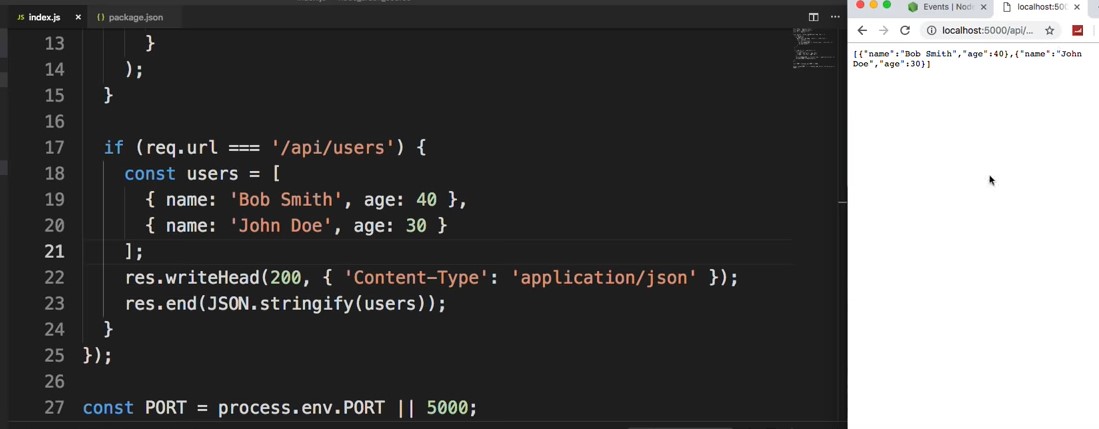 JS index.js × {} package.json ...
13 }
14 );
15 }
16
17 if (req.url === '/api/users') {
18 const users = [
19 { name: 'Bob Smith', age: 40 },
20 { name: 'John Doe', age: 30 }
21 ];
22 res.writeHead(200, { 'Content-Type': 'application/json' });
23 res.end(JSON.stringify(users));
24 }
25 });
26
27 const PORT = process.env.PORT || 5000;
Events | Nod × localhost:500 ×
localhost:5000/api/...
[{"name":"Bob Smith","age":40},{"name":"John
Doe","age":30}]